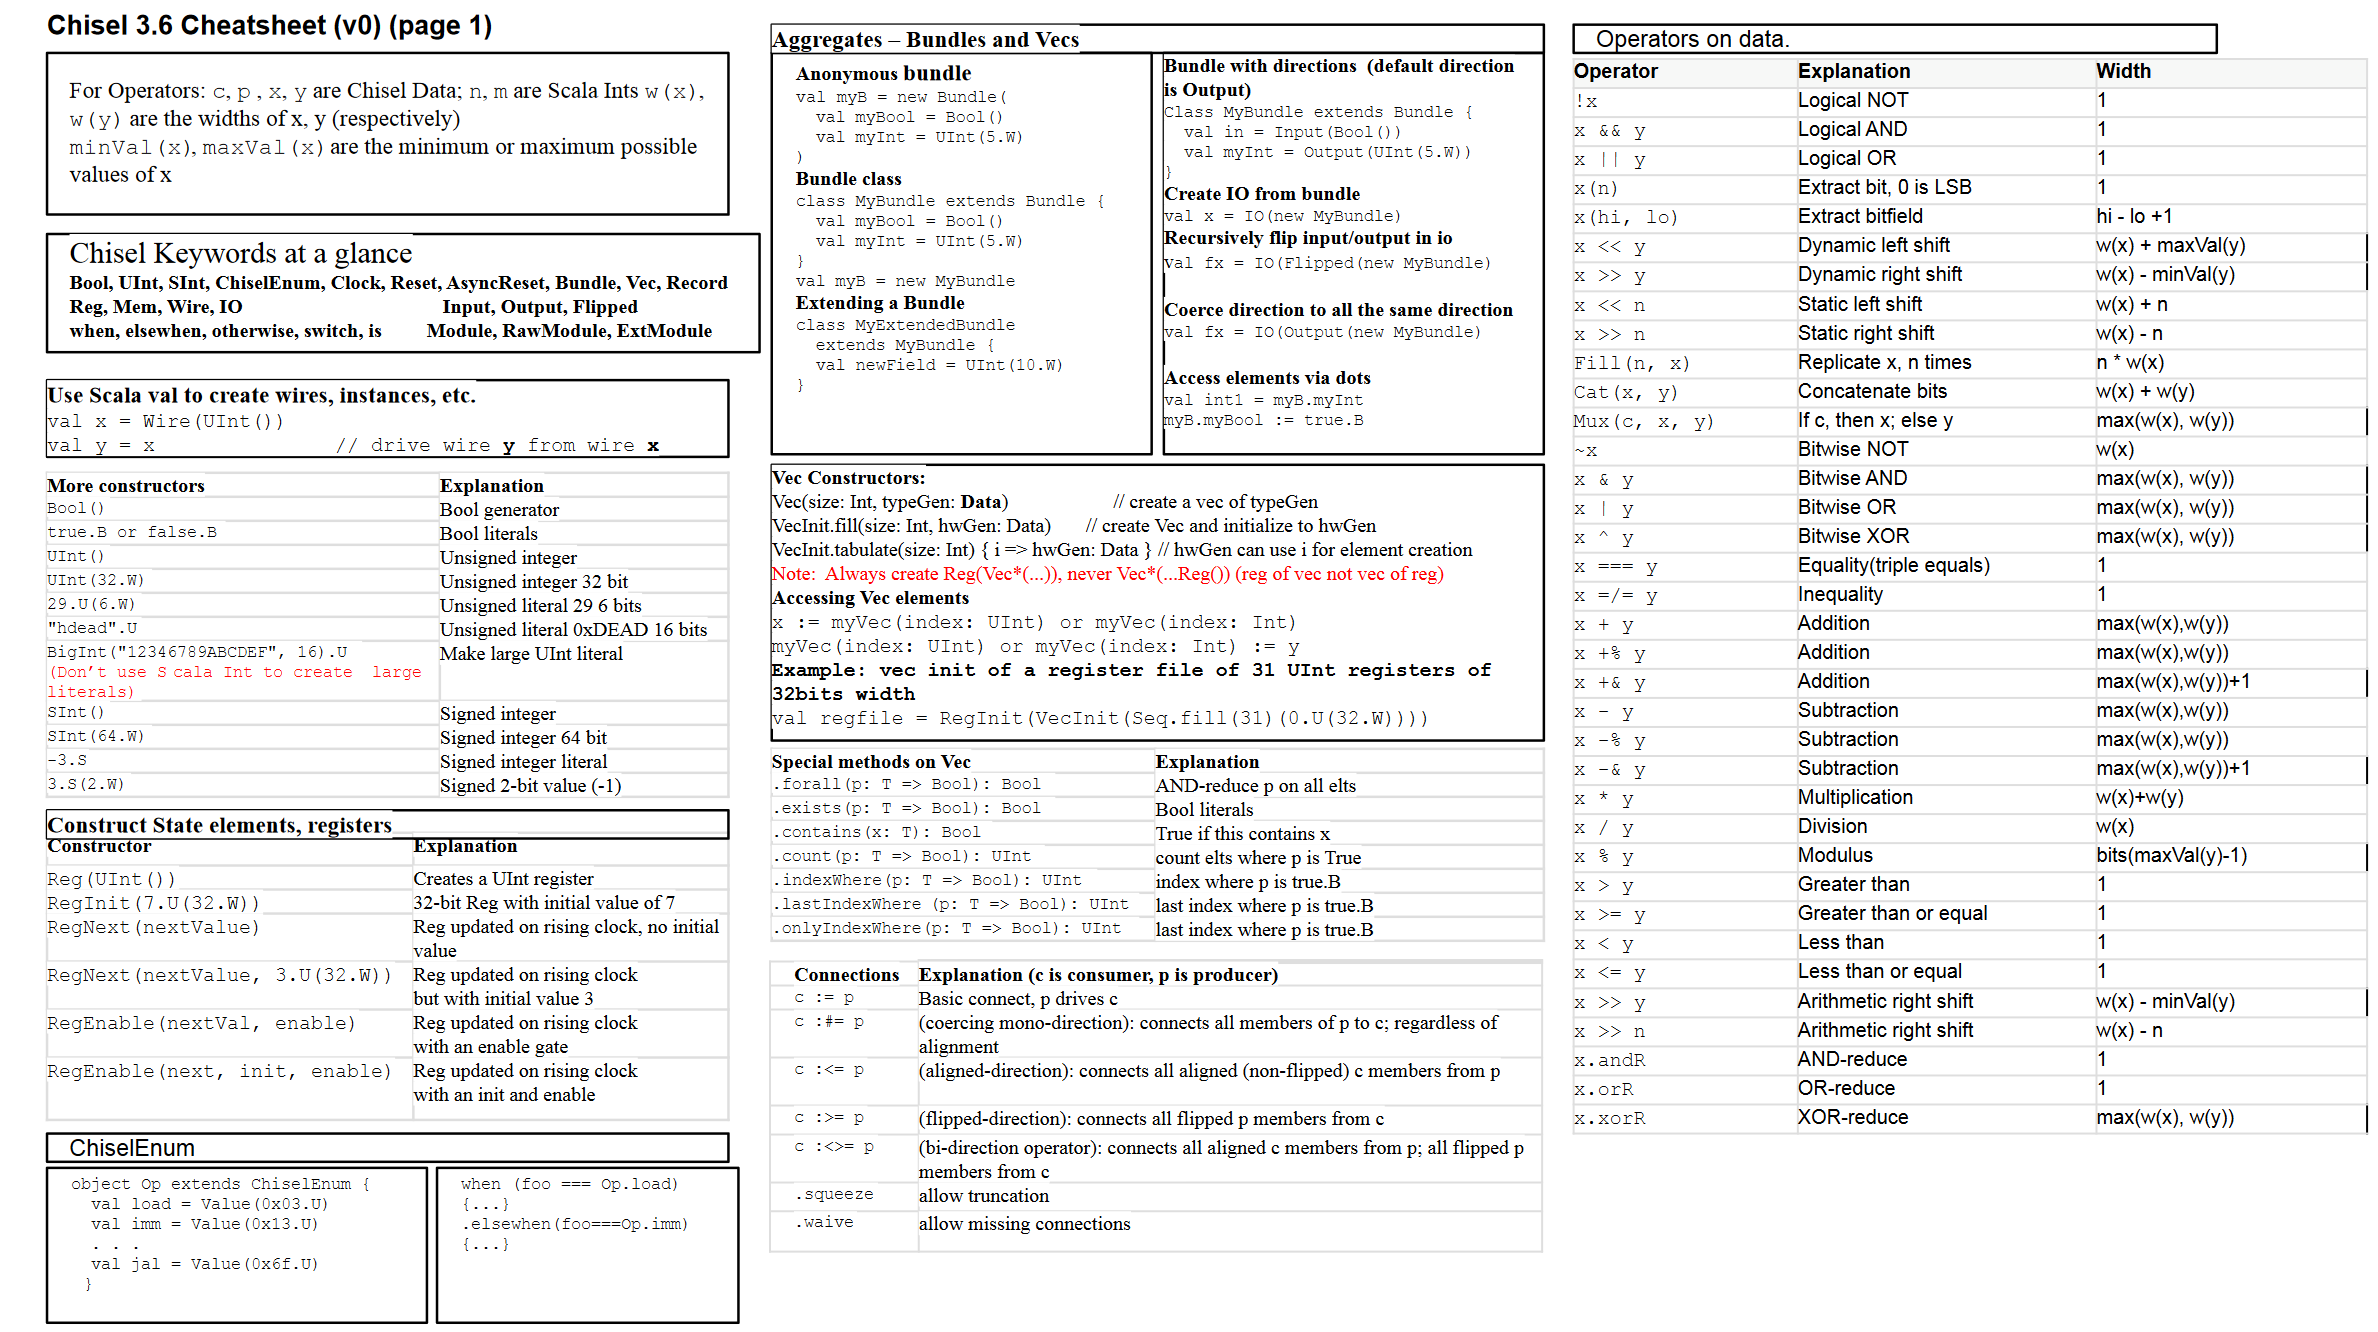 Chisel 3.6 Cheatsheet (v0) (page 1)
For Operators: c, p , x, y are Chisel Data; n, m are Scala Ints w(x),
w(y) are the widths of x, y (respectively)
minVal(x), maxVal(x) are the minimum or maximum possible
values of x
Chisel Keywords at a glance
Bool, UInt, SInt, ChiselEnum, Clock, Reset, AsyncReset, Bundle, Vec, Record
Reg, Mem, Wire, IO Input, Output, Flipped
when, elsewhen, otherwise, switch, is Module, RawModule, ExtModule
Use Scala val to create wires, instances, etc.
val x = Wire(UInt())
val y = x // drive wire y from wire x
More constructors Explanation
Bool() Bool generator
true.B or false.B Bool literals
UInt() Unsigned integer
UInt(32.W) Unsigned integer 32 bit
29.U(6.W) Unsigned literal 29 6 bits
"hdead".U Unsigned literal 0xDEAD 16 bits
BigInt("12346789ABCDEF", 16).U Make large UInt literal
(Don't use S cala Int to create large
literals)
SInt() Signed integer
SInt(64.W) Signed integer 64 bit
-3.S Signed integer literal
3.S(2.W) Signed 2-bit value (-1)
Construct State elements, registers
Constructor Explanation
Reg(UInt()) Creates a UInt register
RegInit(7.U(32.W)) 32-bit Reg with initial value of 7
RegNext(nextValue) Reg updated on rising clock, no initial
value
RegNext(nextValue, 3.U(32.W)) Reg updated on rising clock
but with initial value 3
RegEnable(nextVal, enable) Reg updated on rising clock
with an enable gate
RegEnable(next, init, enable) Reg updated on rising clock
with an init and enable
ChiselEnum
object Op extends ChiselEnum {
val load = Value(0x03.U)
val imm = Value(0x13.U)
. . .
val jal = Value(0x6f.U)
}
when (foo === Op.load)
{...}
.elsewhen(foo===Op.imm)
{...}
Aggregates – Bundles and Vecs
Anonymous bundle
val myB = new Bundle(
val myBool = Bool()
val myInt = UInt(5.W)
)
Bundle class
class MyBundle extends Bundle {
val myBool = Bool()
val myInt = UInt(5.W)
}
val myB = new MyBundle
Extending a Bundle
class MyExtendedBundle
extends MyBundle {
val newField = UInt(10.W)
}
Bundle with directions (default direction
is Output)
Class MyBundle extends Bundle {
val in = Input(Bool())
val myInt = Output(UInt(5.W))
}
Create IO from bundle
val x = IO(new MyBundle)
Recursively flip input/output in io
val fx = IO(Flipped(new MyBundle)
Coerce direction to all the same direction
val fx = IO(Output(new MyBundle)
Access elements via dots
val int1 = myB.myInt
myB.myBool := true.B
Vec Constructors:
Vec(size: Int, typeGen: Data) // create a vec of typeGen
VecInit.fill(size: Int, hwGen: Data) // create Vec and initialize to hwGen
VecInit.tabulate(size: Int) { i => hwGen: Data } // hwGen can use i for element creation
Note: Always create Reg(Vec*(...)), never Vec*(...Reg()) (reg of vec not vec of reg)
Accessing Vec elements
x := myVec(index: UInt) or myVec(index: Int)
myVec(index: UInt) or myVec(index: Int) := y
Example: vec init of a register file of 31 UInt registers of
32bits width
val regfile = RegInit(VecInit(Seq.fill(31)(0.U(32.W))))
Special methods on Vec Explanation
.forall(p: T => Bool): Bool AND-reduce p on all elts
.exists(p: T => Bool): Bool Bool literals
.contains(x: T): Bool True if this contains x
.count(p: T => Bool): UInt count elts where p is True
.indexWhere(p: T => Bool): UInt index where p is true.B
.lastIndexWhere (p: T => Bool): UInt last index where p is true.B
.onlyIndexWhere(p: T => Bool): UInt last index where p is true.B
Connections Explanation (c is consumer, p is producer)
c := p Basic connect, p drives c
c :#= p (coercing mono-direction): connects all members of p to c; regardless of
alignment
c :<= p (aligned-direction): connects all aligned (non-flipped) c members from p
c :>= p (flipped-direction): connects all flipped p members from c
c :<>= p (bi-direction operator): connects all aligned c members from p; all flipped p
members from c
.squeeze allow truncation
.waive allow missing connections
Operators on data.
Operator Explanation Width
!x Logical NOT 1
x && y Logical AND 1
x || y Logical OR 1
x(n) Extract bit, 0 is LSB 1
x(hi, lo) Extract bitfield hi - lo +1
x << y Dynamic left shift w(x) + maxVal(y)
x >> y Dynamic right shift w(x) - minVal(y)
x << n Static left shift w(x) + n
x >> n Static right shift w(x) - n
Fill(n, x) Replicate x, n times n * w(x)
Cat(x, y) Concatenate bits w(x) + w(y)
Mux(c, x, y) If c, then x; else y max(w(x), w(y))
~x Bitwise NOT w(x)
x & y Bitwise AND max(w(x), w(y))
x | y Bitwise OR max(w(x), w(y))
x ^ y Bitwise XOR max(w(x), w(y))
x === y Equality(triple equals) 1
x =/= y Inequality 1
x + y Addition max(w(x),w(y))
x +% y Addition max(w(x),w(y))
x +& y Addition max(w(x),w(y))+1
x - y Subtraction max(w(x),w(y))
x -% y Subtraction max(w(x),w(y))
x -& y Subtraction max(w(x),w(y))+1
x * y Multiplication w(x)+w(y)
x / y Division w(x)
x % y Modulus bits(maxVal(y)-1)
x > y Greater than 1
x >= y Greater than or equal 1
x < y Less than 1
x <= y Less than or equal 1
x >> y Arithmetic right shift w(x) - minVal(y)
x >> n Arithmetic right shift w(x) - n
x.andR AND-reduce 1
x.orR OR-reduce 1
x.xorR XOR-reduce max(w(x), w(y))